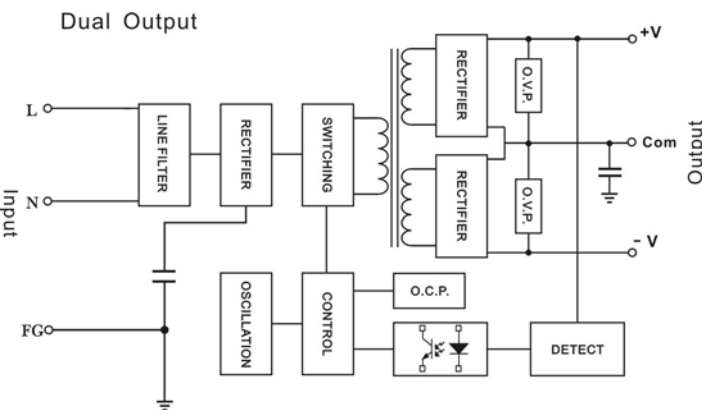 Dual Output
+V
L
LINE FILTER
RECTIFIER
SWITCHING
RECTIFIER
O.V.P.
Com
Output
Input
N
RECTIFIER
O.V.P.
- V
OSCILLATION
CONTROL
O.C.P.
FG
DETECT